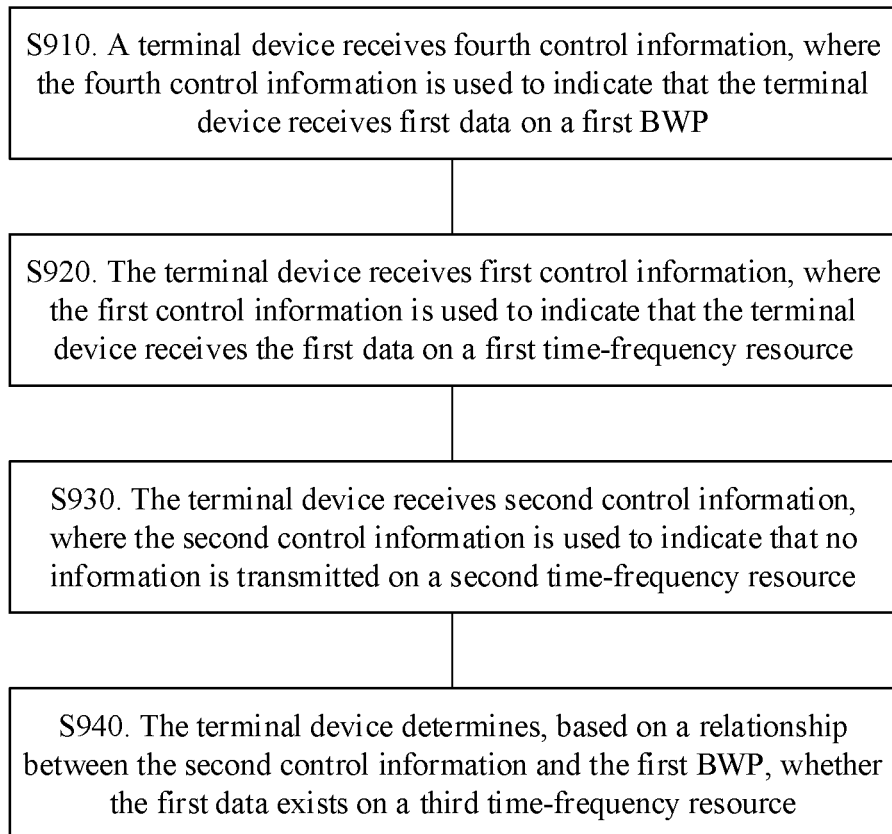 S910. A terminal device receives fourth control information, where
the fourth control information is used to indicate that the terminal
device receives first data on a first BWP
S920. The terminal device receives first control information, where
the first control information is used to indicate that the terminal
device receives the first data on a first time-frequency resource
S930. The terminal device receives second control information,
where the second control information is used to indicate that no
information is transmitted on a second time-frequency resource
S940. The terminal device determines, based on a relationship
between the second control information and the first BWP, whether
the first data exists on a third time-frequency resource